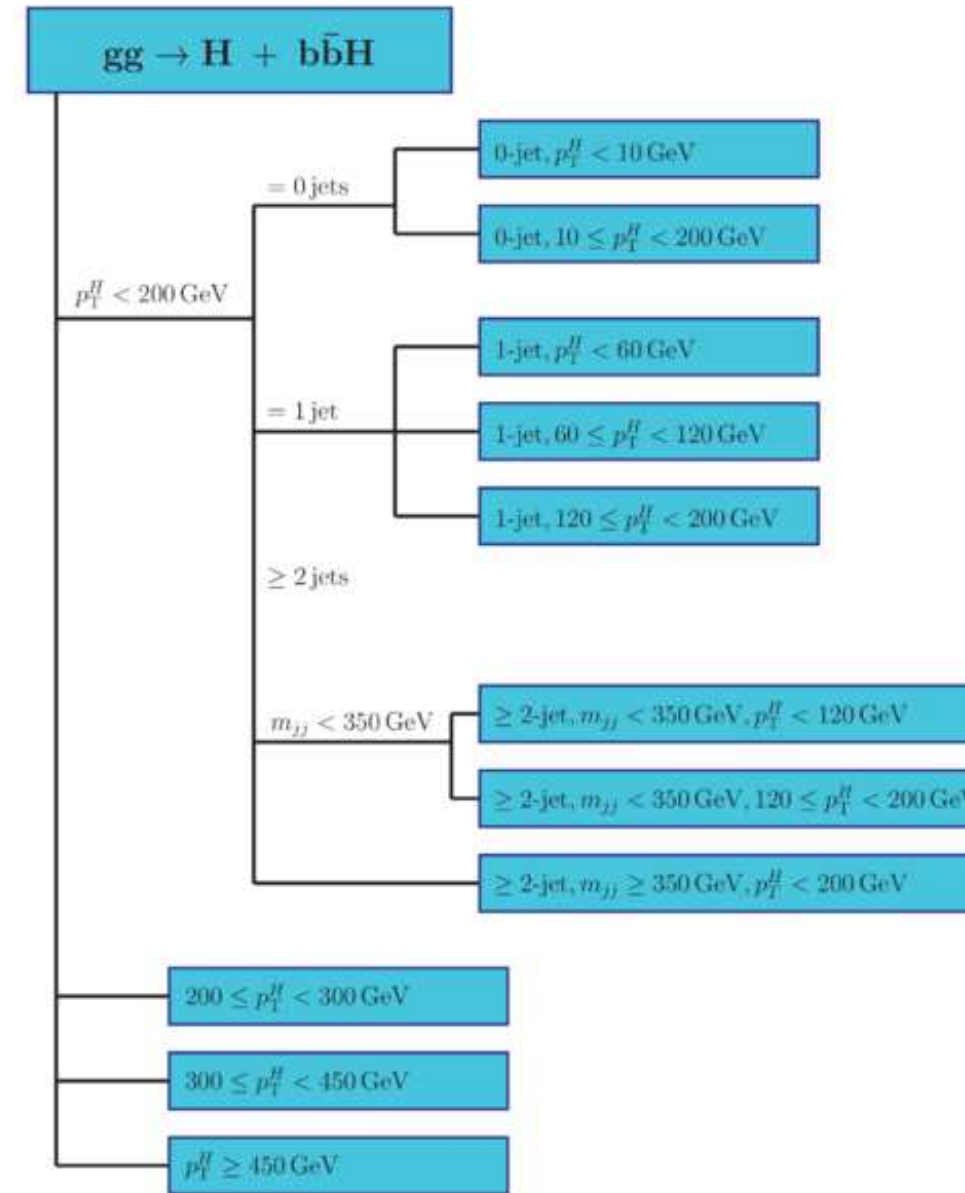 gg → H + bb̄H
0-jet, p_T^H < 10 GeV
= 0 jets
0-jet, 10 ≤ p_T^H < 200 GeV
p_T^H < 200 GeV
1-jet, p_T^H < 60 GeV
= 1 jet
1-jet, 60 ≤ p_T^H < 120 GeV
1-jet, 120 ≤ p_T^H < 200 GeV
≥ 2 jets
m_jj < 350 GeV
≥ 2-jet, m_jj < 350 GeV, p_T^H < 120 GeV
≥ 2-jet, m_jj < 350 GeV, 120 ≤ p_T^H < 200 GeV
≥ 2-jet, m_jj ≥ 350 GeV, p_T^H < 200 GeV
200 ≤ p_T^H < 300 GeV
300 ≤ p_T^H < 450 GeV
p_T^H ≥ 450 GeV